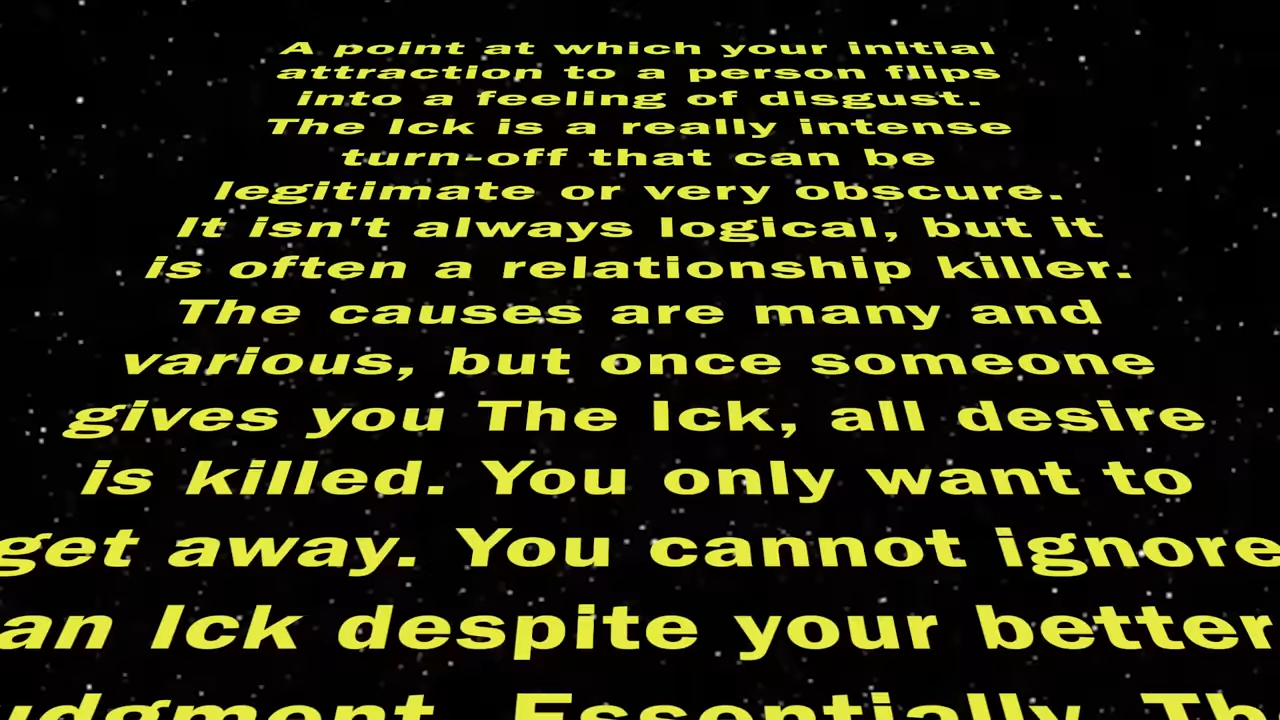 A point at which your initial
attraction to a person flips
into a feeling of disgust.
The Ick is a really intense
turn-off that can be
legitimate or very obscure.
It isn't always logical, but it
is often a relationship killer.
The causes are many and
various, but once someone
gives you The Ick, all desire
is killed. You only want to
get away. You cannot ignore
an Ick despite your better
udgment. Essentially, Th